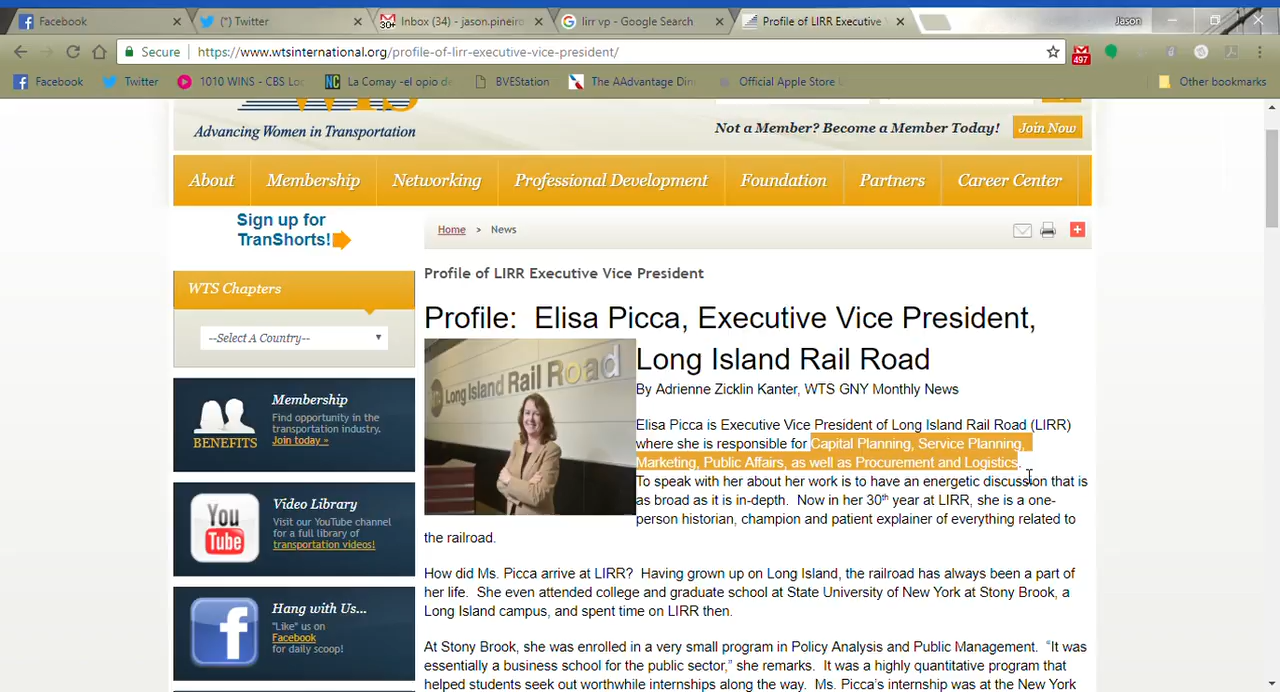 Facebook
(*) Twitter
Inbox (34) - jason.pineiro
lirr vp - Google Search
Profile of LIRR Executive
Jason
Secure
https://www.wtsinternational.org/profile-of-lirr-executive-vice-president/
497
Facebook
Twitter
1010 WINS - CBS Loc
La Comay -el opio de
BVEStation
The AAdvantage Din
Official Apple Store
Other bookmarks
Advancing Women in Transportation
Not a Member? Become a Member Today!
Join Now
About
Membership
Networking
Professional Development
Foundation
Partners
Career Center
Sign up for
TranShorts!
Home > News
WTS Chapters
--Select A Country--
Membership
Find opportunity in the
transportation industry.
Join today »
BENEFITS
Video Library
Visit our YouTube channel
for a full library of
transportation videos!
You
Tube
Hang with Us...
"Like" us on
Facebook
for daily scoop!
Profile of LIRR Executive Vice President
Profile: Elisa Picca, Executive Vice President,
Long Island Rail Road
Long Island Rail Road
By Adrienne Zicklin Kanter, WTS GNY Monthly News
Elisa Picca is Executive Vice President of Long Island Rail Road (LIRR)
where she is responsible for Capital Planning, Service Planning,
Marketing, Public Affairs, as well as Procurement and Logistics.
To speak with her about her work is to have an energetic discussion that is
as broad as it is in-depth. Now in her 30th year at LIRR, she is a one-
person historian, champion and patient explainer of everything related to
the railroad.
How did Ms. Picca arrive at LIRR? Having grown up on Long Island, the railroad has always been a part of
her life. She even attended college and graduate school at State University of New York at Stony Brook, a
Long Island campus, and spent time on LIRR then.
At Stony Brook, she was enrolled in a very small program in Policy Analysis and Public Management. "It was
essentially a business school for the public sector," she remarks. It was a highly quantitative program that
helped students seek out worthwhile internships along the way. Ms. Picca's internship was at the New York